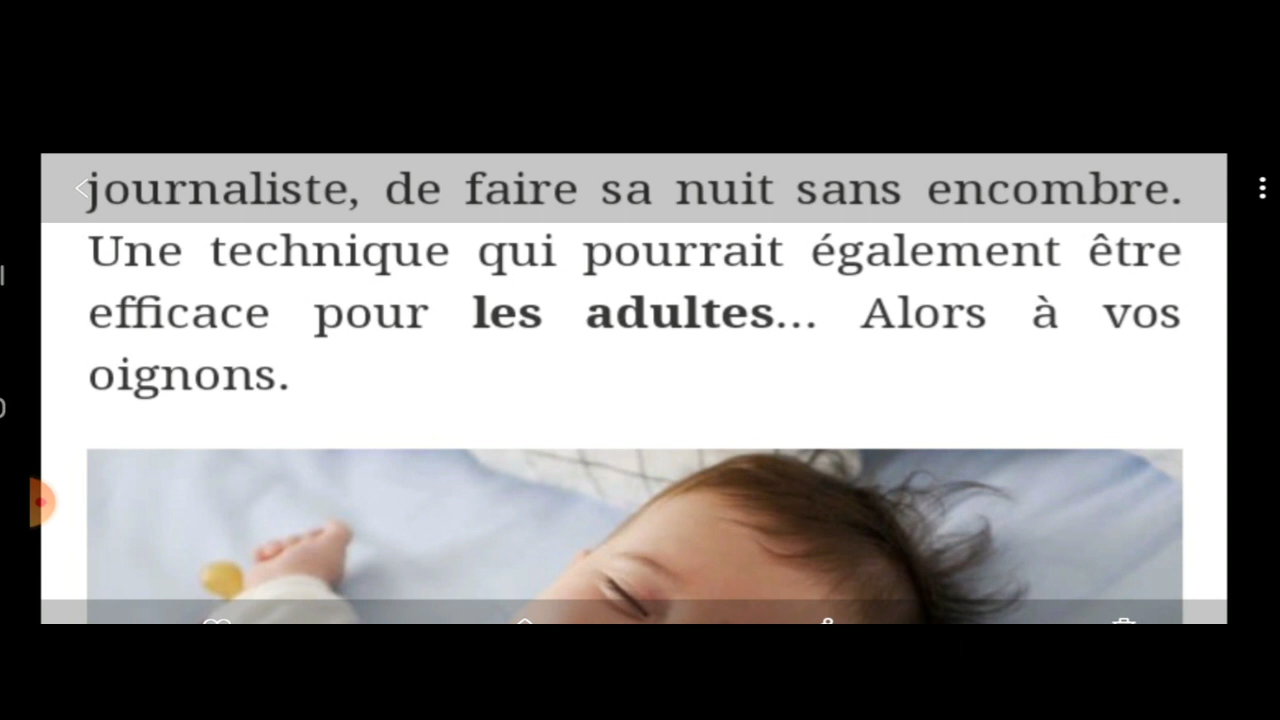 journaliste, de faire sa nuit sans encombre.
Une technique qui pourrait également être
efficace pour les adultes... Alors à vos
oignons.